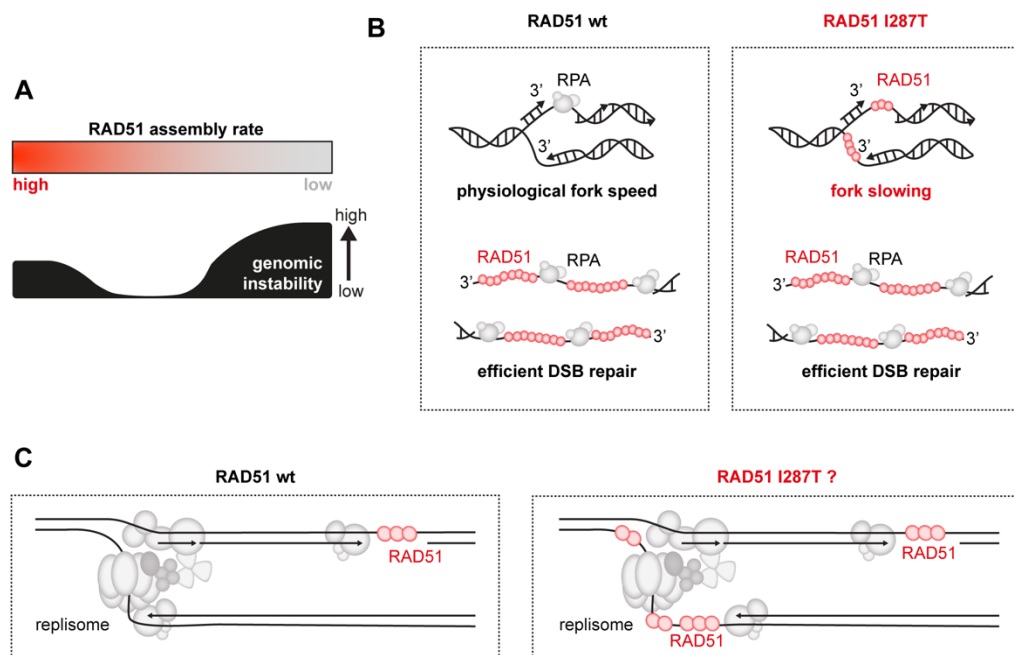 A
RAD51 assembly rate
high
low
high
low
genomic
instability
B
RAD51 wt
3’
RPA
3’
physiological fork speed
RAD51
RPA
3’
3’
efficient DSB repair
RAD51 I287T
RAD51
3’
3’
fork slowing
RAD51
RPA
3’
3’
efficient DSB repair
C
RAD51 wt
RAD51
replisome
RAD51 I287T ?
RAD51
replisome
RAD51